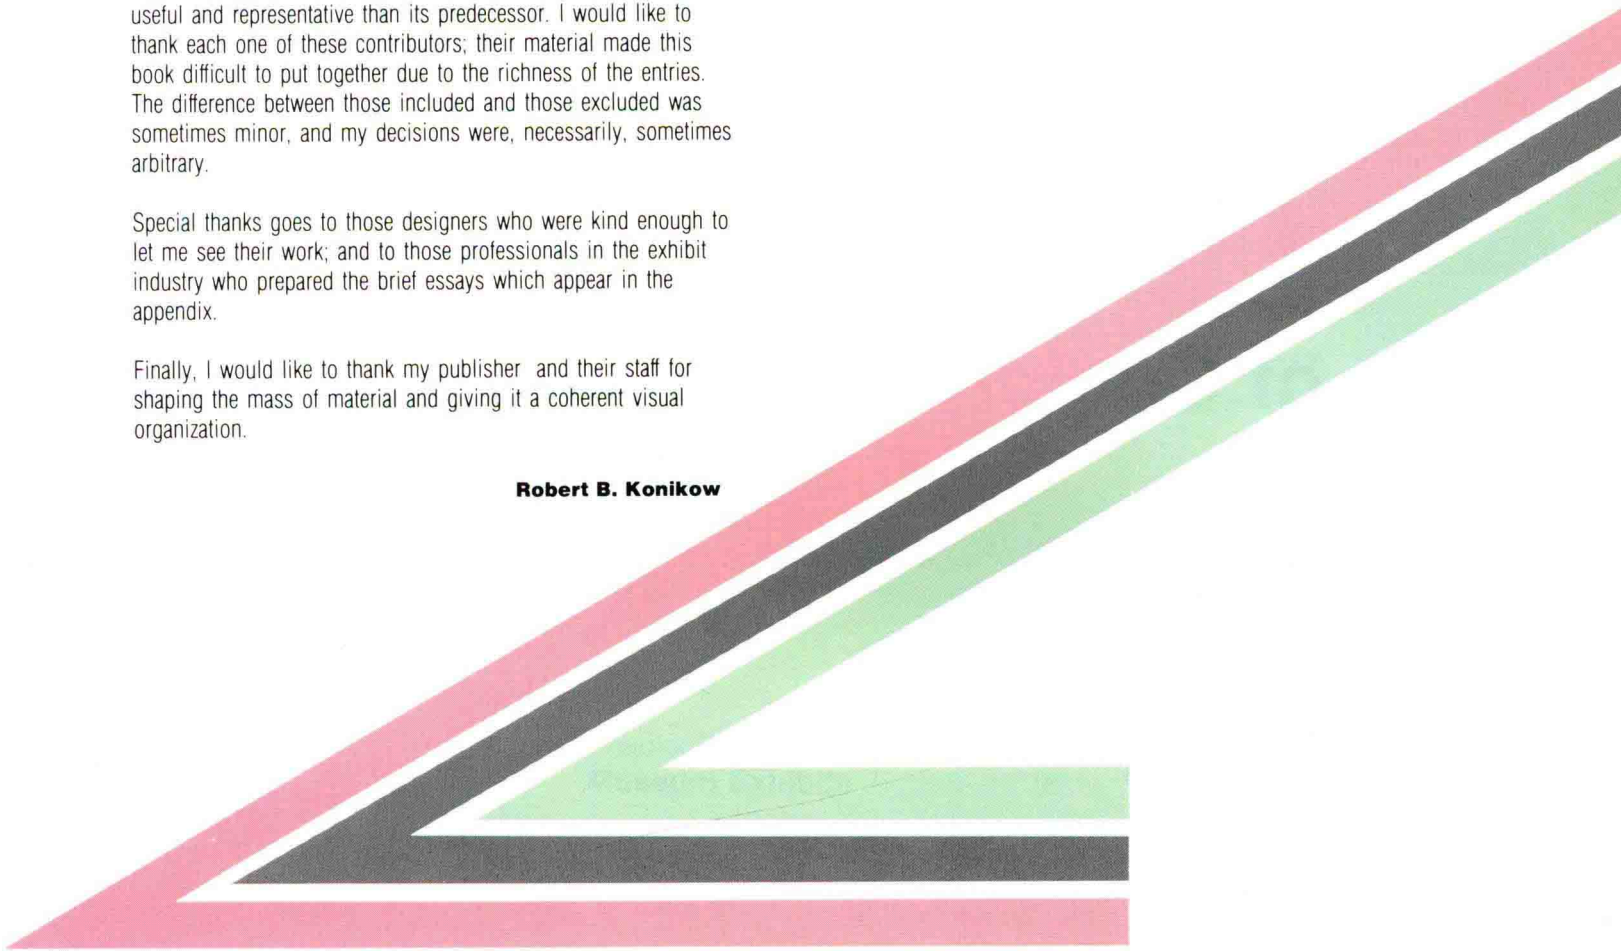 useful and representative than its predecessor. I would like to
thank each one of these contributors; their material made this
book difficult to put together due to the richness of the entries.
The difference between those included and those excluded was
sometimes minor, and my decisions were, necessarily, sometimes
arbitrary.
Special thanks goes to those designers who were kind enough to
let me see their work; and to those professionals in the exhibit
industry who prepared the brief essays which appear in the
appendix.
Finally, I would like to thank my publisher and their staff for
shaping the mass of material and giving it a coherent visual
organization.
Robert B. Konikow